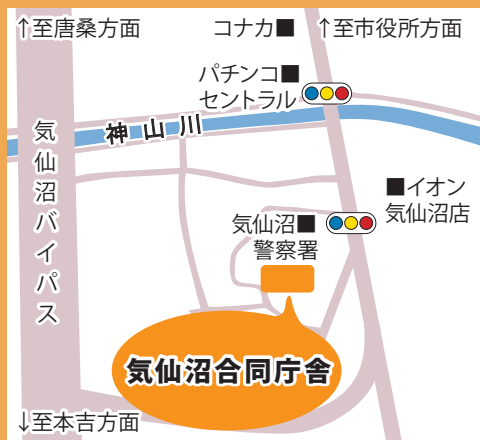 ↑至唐桑方面
コナカ■
↑至市役所方面
パチンコ■
セントラル
神山川
気仙沼バイパス
■イオン
気仙沼店
気仙沼■
警察署
気仙沼合同庁舎
↓至本吉方面